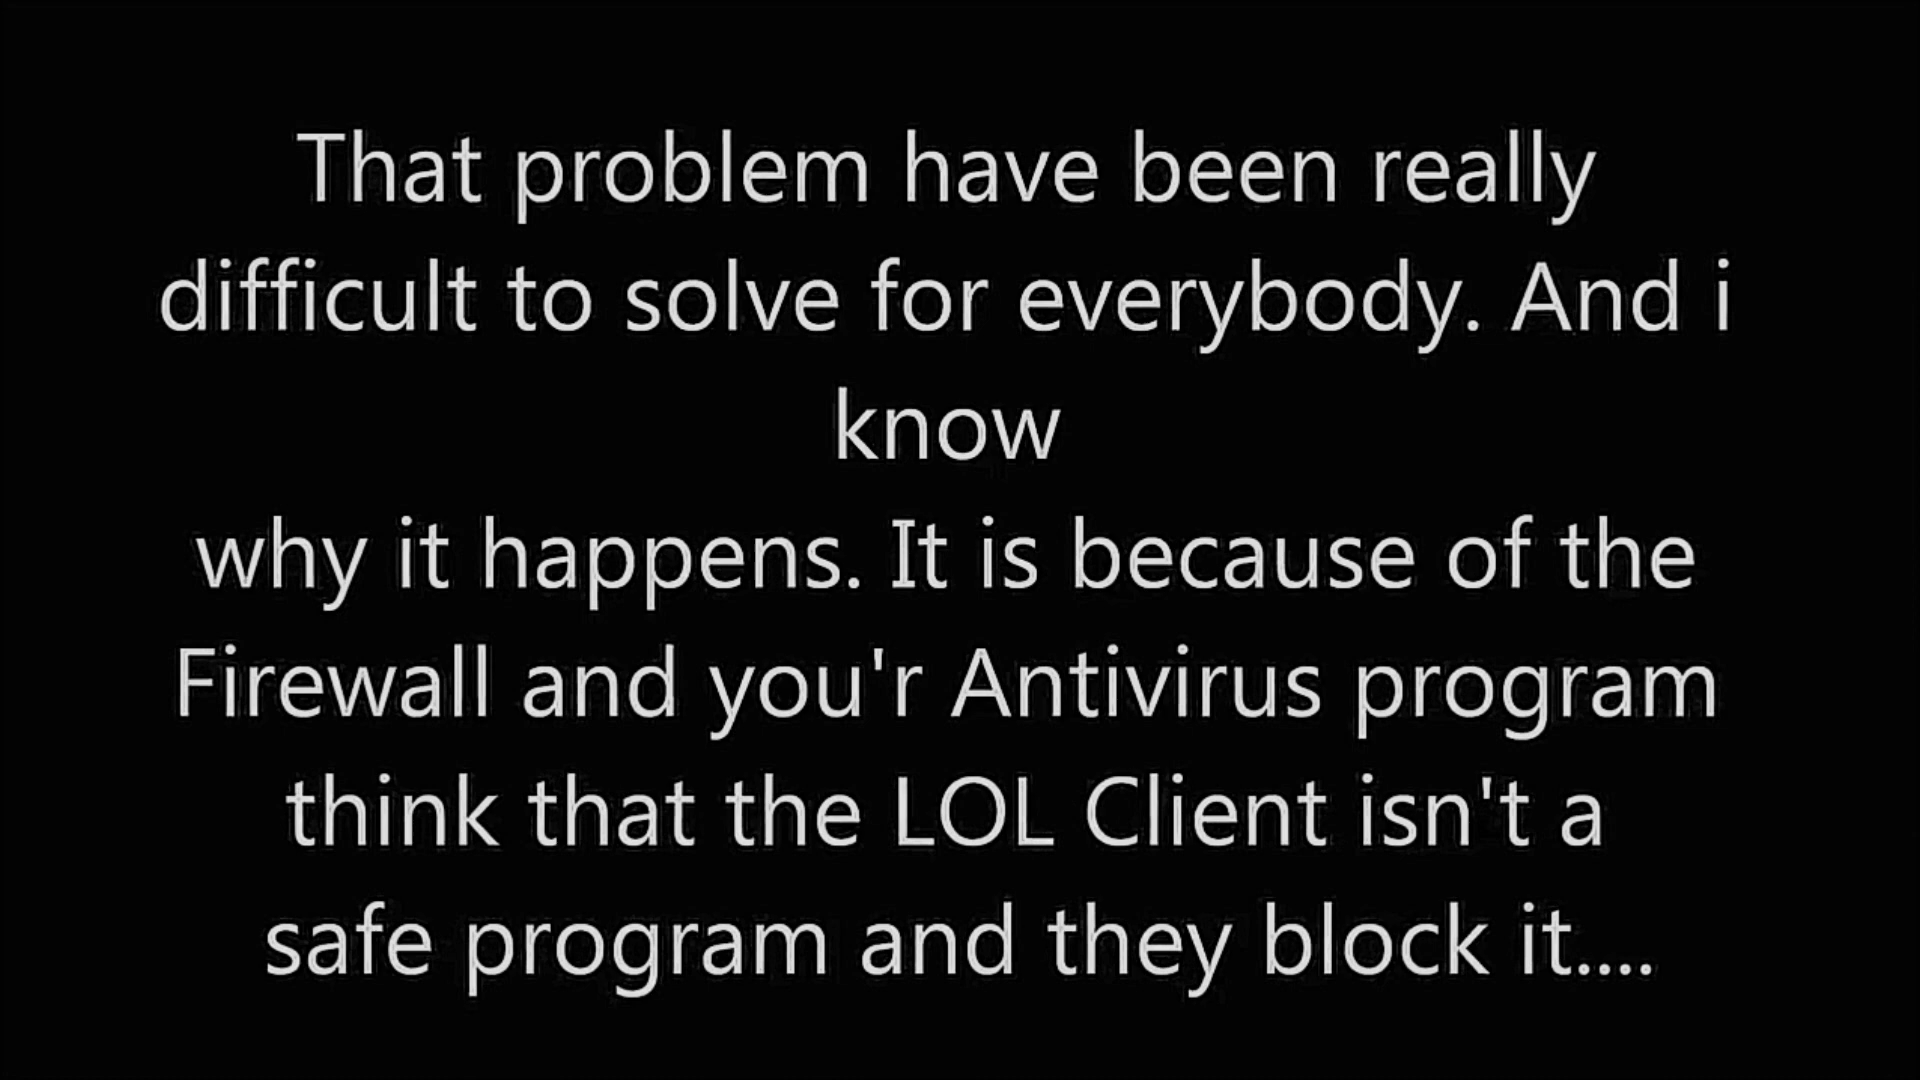 That problem have been really
difficult to solve for everybody. And i
know
why it happens. It is because of the
Firewall and you'r Antivirus program
think that the LOL Client isn't a
safe program and they block it....